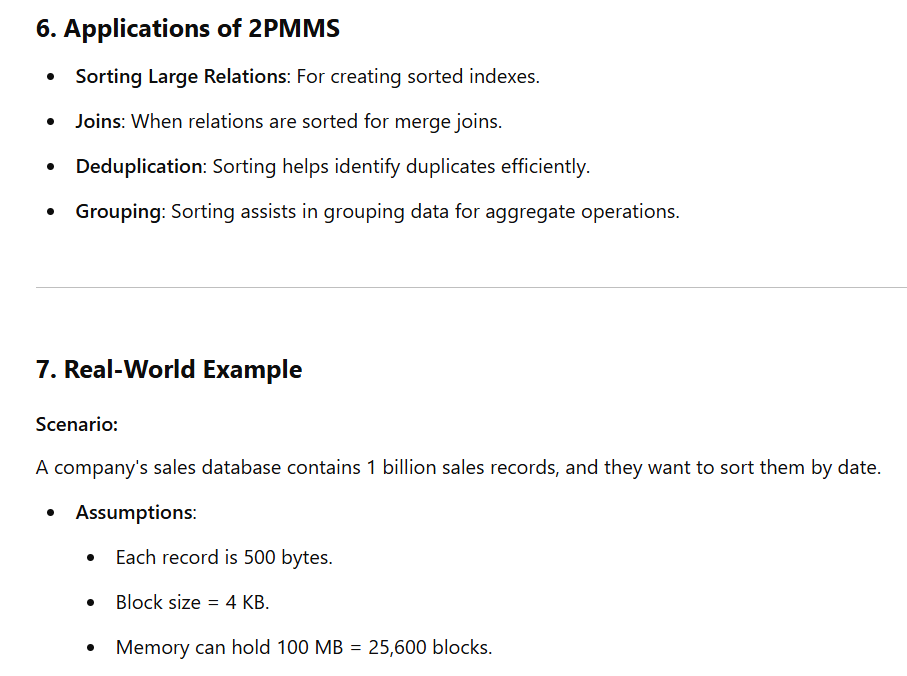 6. Applications of 2PMMS
• Sorting Large Relations: For creating sorted indexes.
• Joins: When relations are sorted for merge joins.
• Deduplication: Sorting helps identify duplicates efficiently.
• Grouping: Sorting assists in grouping data for aggregate operations.
7. Real-World Example
Scenario:
A company's sales database contains 1 billion sales records, and they want to sort them by date.
• Assumptions:
• Each record is 500 bytes.
• Block size = 4 KB.
• Memory can hold 100 MB = 25,600 blocks.